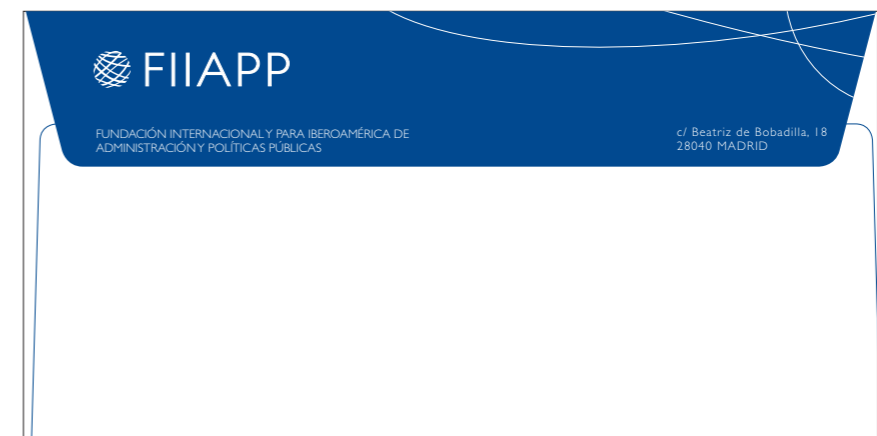 FIIAPP
FUNDACIÓN INTERNACIONAL Y PARA IBEROAMÉRICA DE
ADMINISTRACIÓN Y POLÍTICAS PÚBLICAS
c/ Beatriz de Bobadilla, 18
28040 MADRID